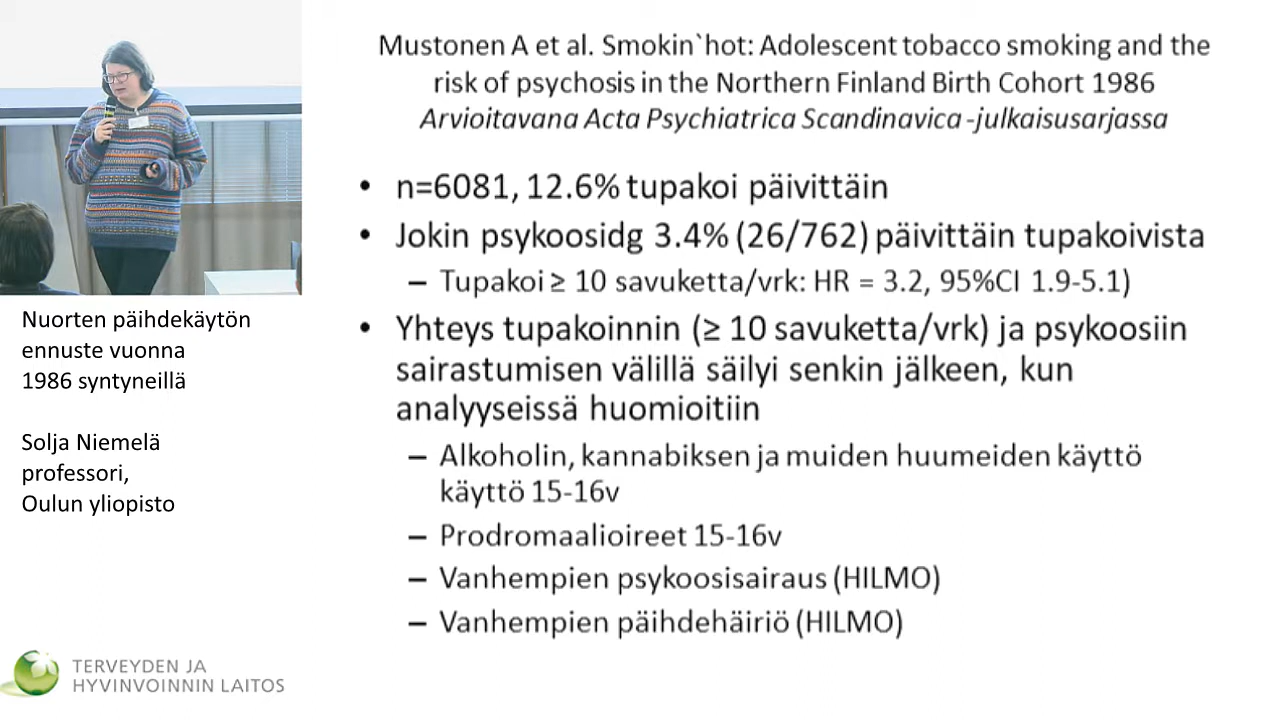 Mustonen A et al. Smokin`hot: Adolescent tobacco smoking and the
risk of psychosis in the Northern Finland Birth Cohort 1986
Arvioitavana Acta Psychiatrica Scandinavica -julkaisusarjassa
• n=6081, 12.6% tupakoi päivittäin
• Jokin psykoosidg 3.4% (26/762) päivittäin tupakoivista
– Tupakoi ≥ 10 savuketta/vrk: HR = 3.2, 95%CI 1.9-5.1)
• Yhteys tupakoinnin (≥ 10 savuketta/vrk) ja psykoosiin
sairastumisen välillä säilyi senkin jälkeen, kun
analyyseissä huomioitiin
– Alkoholin, kannabiksen ja muiden huumeiden käyttö
käyttö 15-16v
– Prodromaalioireet 15-16v
– Vanhempien psykoosisairaus (HILMO)
– Vanhempien päihdehäiriö (HILMO)
Nuorten päihdekäytön
ennuste vuonna
1986 syntyneillä
Solja Niemelä
professori,
Oulun yliopisto
TERVEYDEN JA
HYVINVOINNIN LAITOS